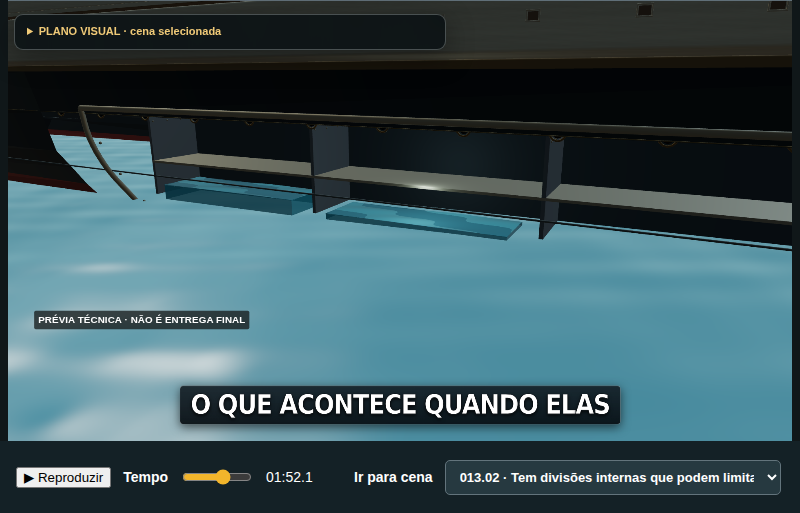 ▶ PLANO VISUAL · cena selecionada
PRÉVIA TÉCNICA · NÃO É ENTREGA FINAL
O QUE ACONTECE QUANDO ELAS
▶ Reproduzir Tempo 01:52.1 Ir para cena 013.02 · Tem divisões internas que podem limita